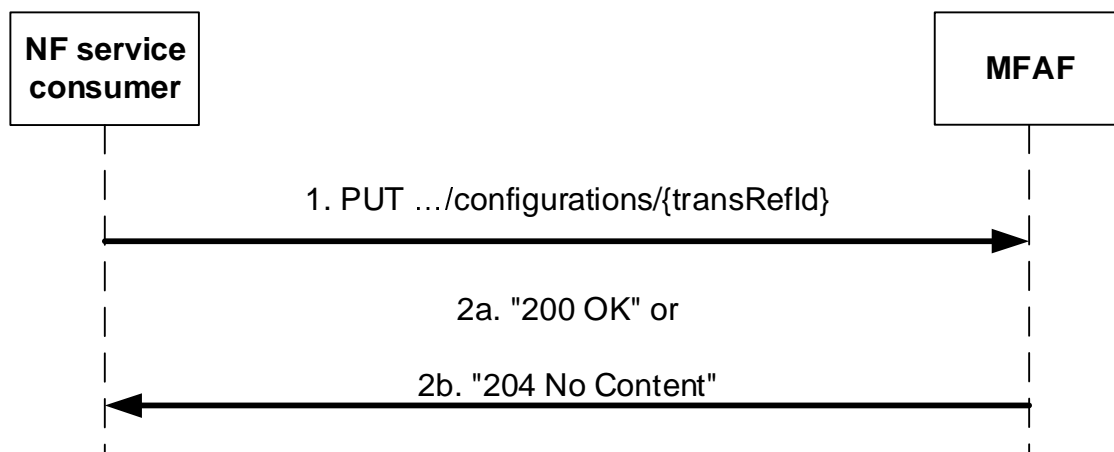 NF service
consumer
MFAF
1. PUT …/configurations/{transRefId}
2a. "200 OK" or
2b. "204 No Content"